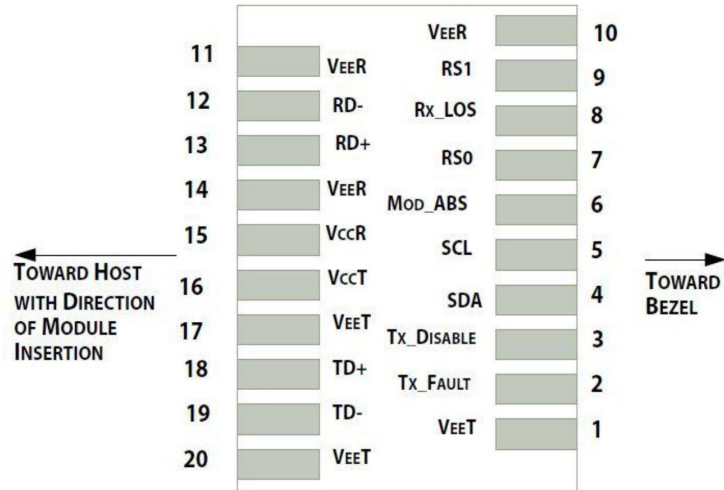 VEER 10
11 VEER
RS1 9
12 RD-
RX_LOS 8
13 RD+
RS0 7
14 VEER
MOD_ABS 6
15 VCCR
SCL 5
TOWARD HOST
WITH DIRECTION
OF MODULE
INSERTION
TOWARD
BEZEL
16 VCCT
SDA 4
17 VEET
TX_DISABLE 3
18 TD+
TX_FAULT 2
19 TD-
VEET 1
20 VEET